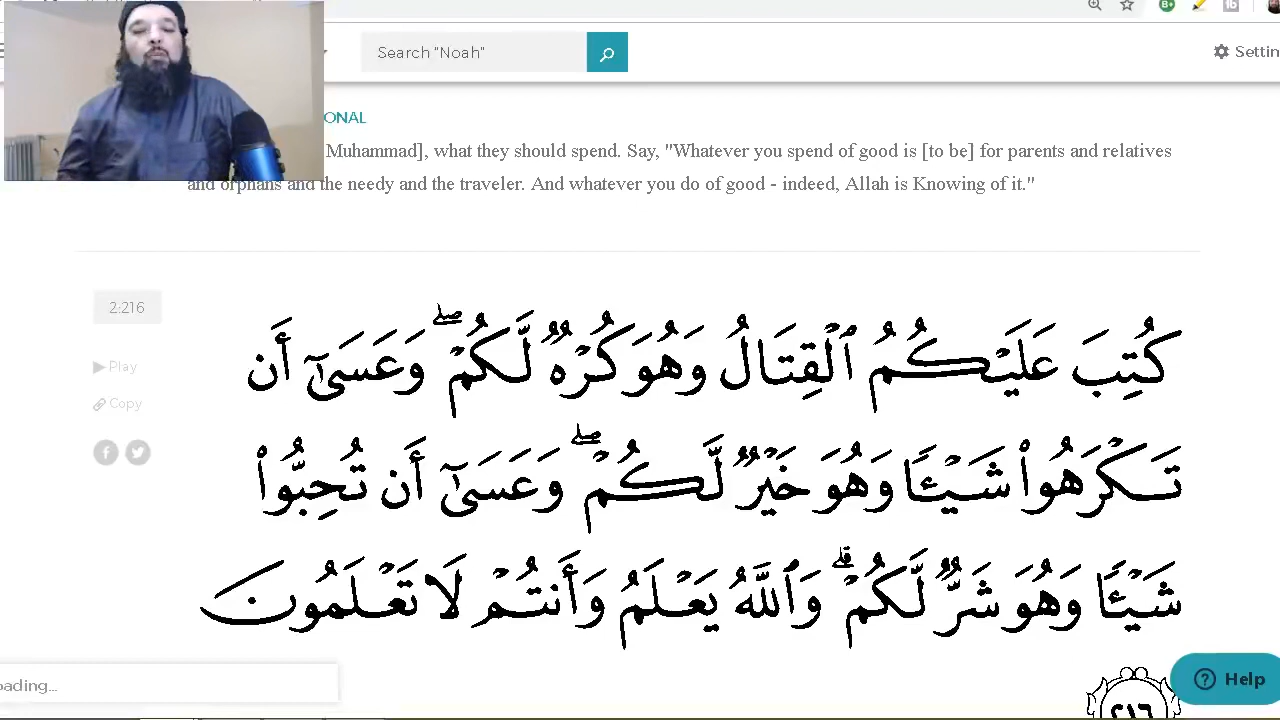 Search "Noah"
Settin
ONAL
Muhammad], what they should spend. Say, "Whatever you spend of good is [to be] for parents and relatives
and orphans and the needy and the traveler. And whatever you do of good - indeed, Allah is Knowing of it."
2:216
كُتِبَ عَلَيْكُمُ ٱلْقِتَالُ وَهُوَ كُرْهٌ لَّكُمْ ۖ وَعَسَىٰٓ أَن
Play
Copy
تَكْرَهُوا۟ شَيْـًٔا وَهُوَ خَيْرٌ لَّكُمْ ۖ وَعَسَىٰٓ أَن تُحِبُّوا۟
شَيْـًٔا وَهُوَ شَرٌّ لَّكُمْ ۗ وَٱللَّهُ يَعْلَمُ وَأَنتُمْ لَا تَعْلَمُونَ
oading...
Help
٢١٦